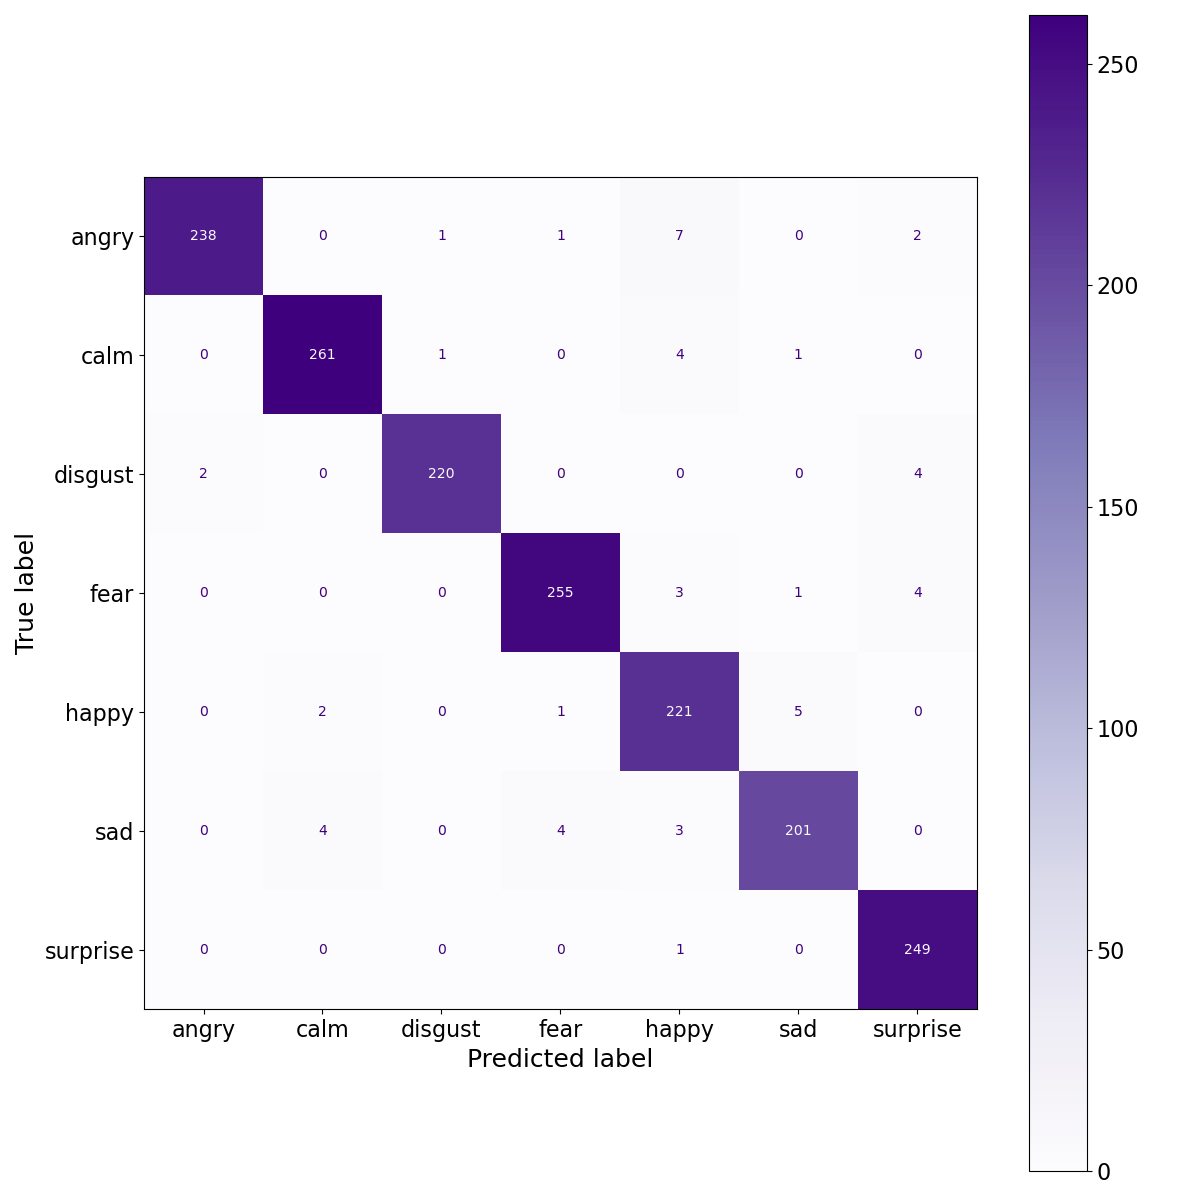 angry 238 0 1 1 7 0 2
calm 0 261 1 0 4 1 0
disgust 2 0 220 0 0 0 4
fear 0 0 0 255 3 1 4
happy 0 2 0 1 221 5 0
sad 0 4 0 4 3 201 0
surprise 0 0 0 0 1 0 249
angry calm disgust fear happy sad surprise
Predicted label
True label
250
200
150
100
50
0